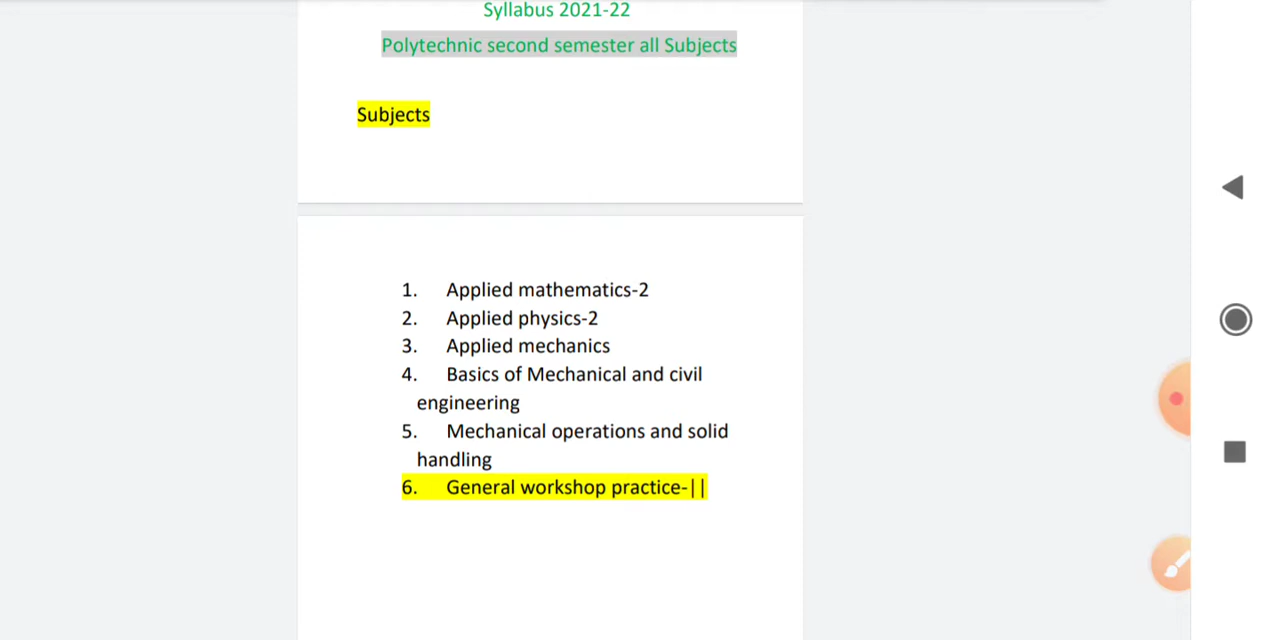 Syllabus 2021-22
Polytechnic second semester all Subjects
Subjects
1. Applied mathematics-2
2. Applied physics-2
3. Applied mechanics
4. Basics of Mechanical and civil
engineering
5. Mechanical operations and solid
handling
6. General workshop practice-||